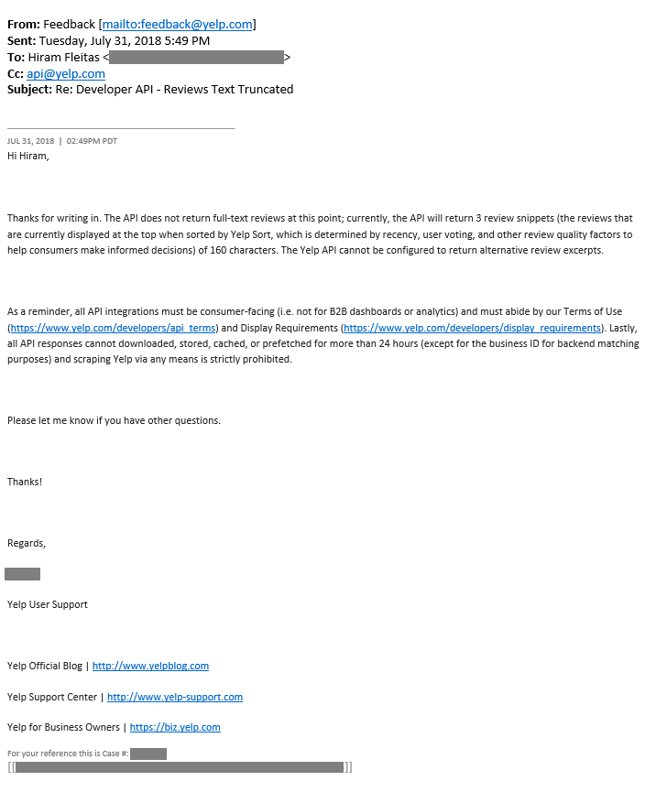 From: Feedback [mailto:feedback@yelp.com]
Sent: Tuesday, July 31, 2018 5:49 PM
To: Hiram Fleitas < >
Cc: api@yelp.com
Subject: Re: Developer API - Reviews Text Truncated
JUL 31, 2018 | 02:49PM PDT
Hi Hiram,
Thanks for writing in. The API does not return full-text reviews at this point; currently, the API will return 3 review snippets (the reviews that
are currently displayed at the top when sorted by Yelp Sort, which is determined by recency, user voting, and other review quality factors to
help consumers make informed decisions) of 160 characters. The Yelp API cannot be configured to return alternative review excerpts.
As a reminder, all API integrations must be consumer-facing (i.e. not for B2B dashboards or analytics) and must abide by our Terms of Use
(https://www.yelp.com/developers/api_terms) and Display Requirements (https://www.yelp.com/developers/display_requirements). Lastly,
all API responses cannot downloaded, stored, cached, or prefetched for more than 24 hours (except for the business ID for backend matching
purposes) and scraping Yelp via any means is strictly prohibited.
Please let me know if you have other questions.
Thanks!
Regards,
Yelp User Support
Yelp Official Blog | http://www.yelpblog.com
Yelp Support Center | http://www.yelp-support.com
Yelp for Business Owners | https://biz.yelp.com
For your reference this is Case #:
[[ ]]